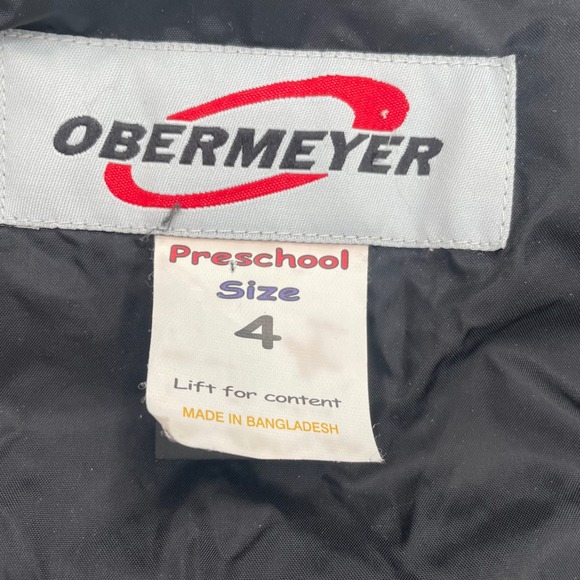 OBERMEYER
Preschool
Size
4
Lift for content
MADE IN BANGLADESH